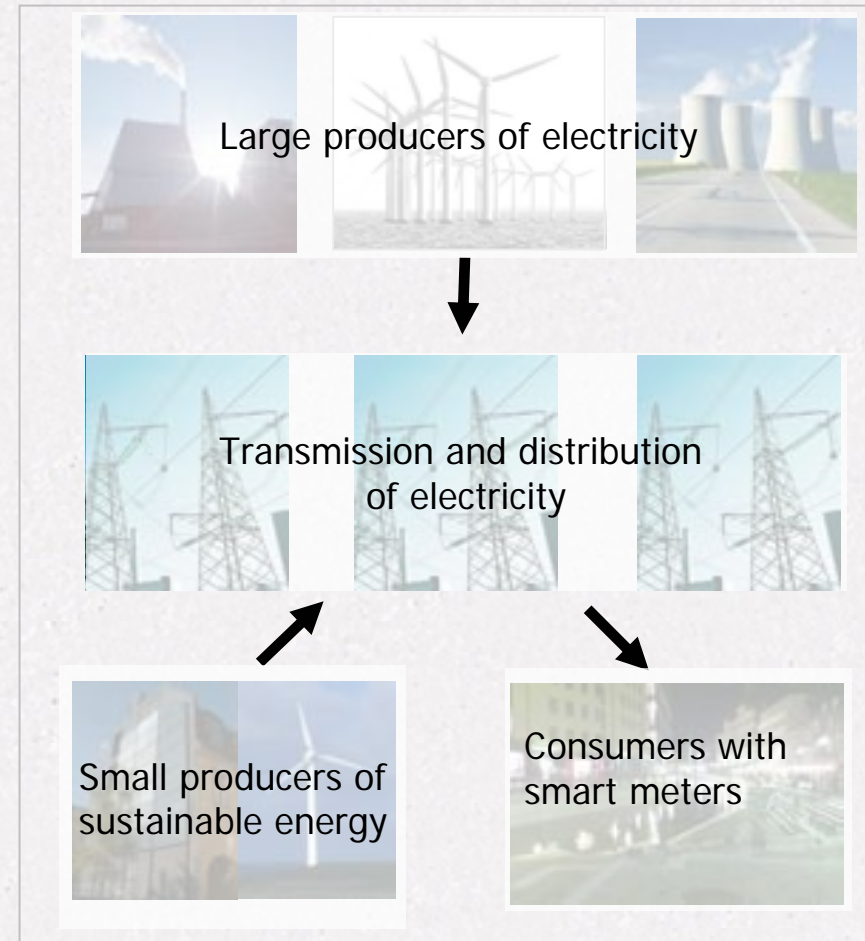 Large producers of electricity
Transmission and distribution
of electricity
Small producers of
sustainable energy
Consumers with
smart meters